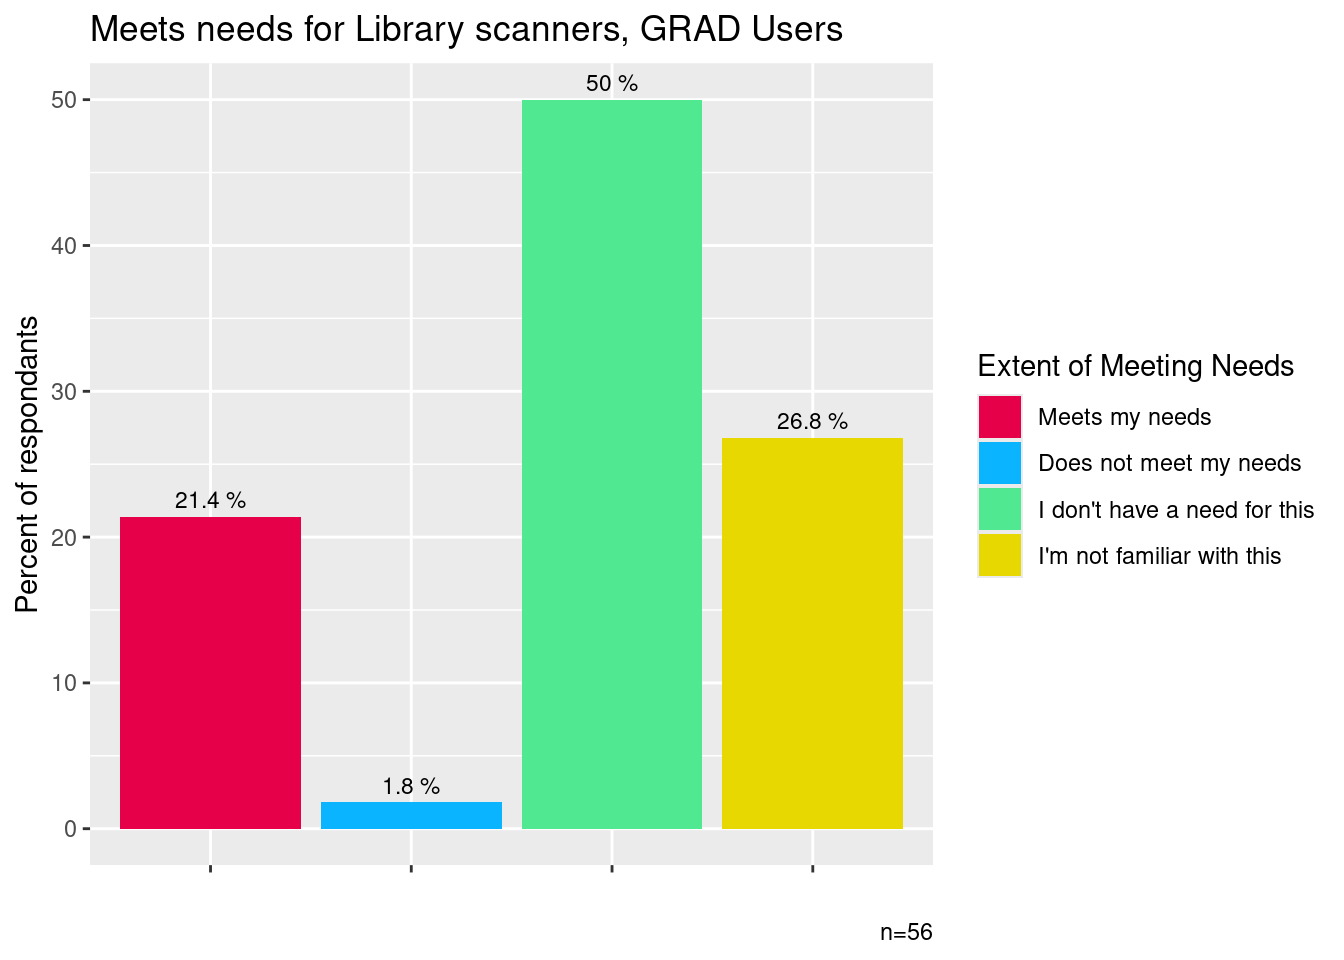 Meets needs for Library scanners, GRAD Users
Percent of respondants
50
40
30
20
10
0
21.4 %
1.8 %
50 %
26.8 %
Extent of Meeting Needs
Meets my needs
Does not meet my needs
I don't have a need for this
I'm not familiar with this
n=56